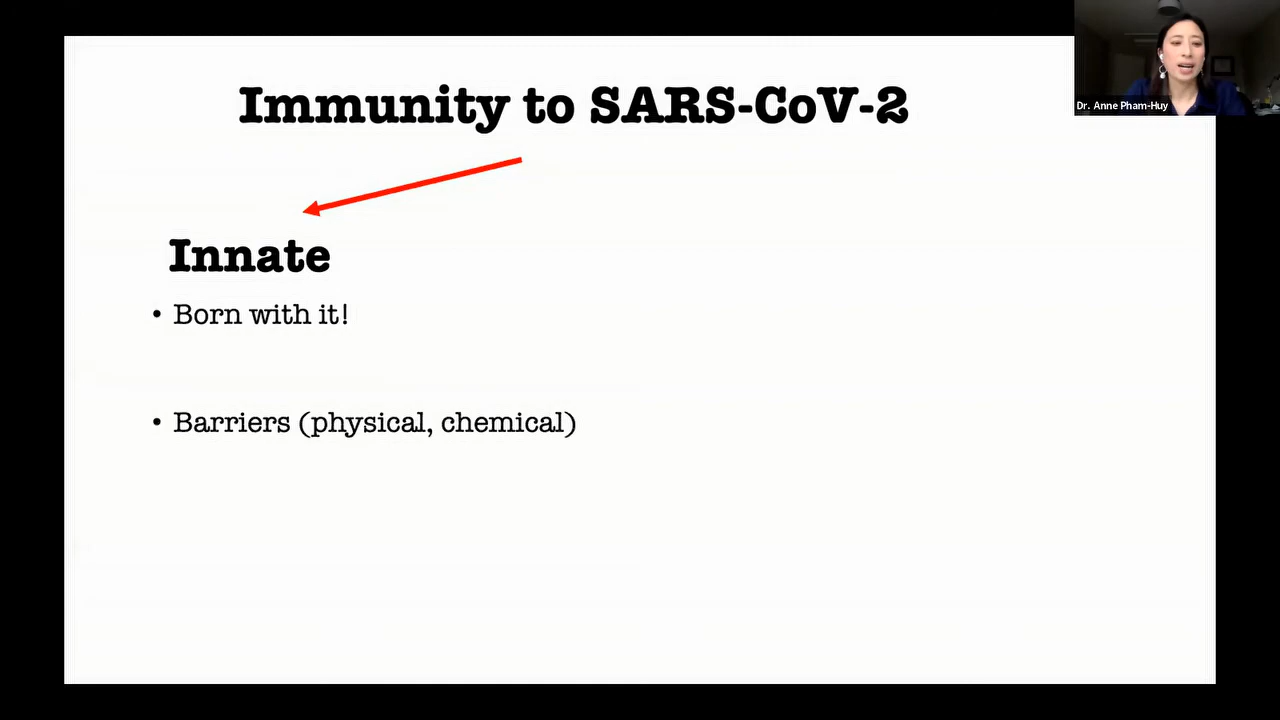 Immunity to SARS-CoV-2
Dr. Anne Pham-Huy
Innate
• Born with it!
• Barriers (physical, chemical)